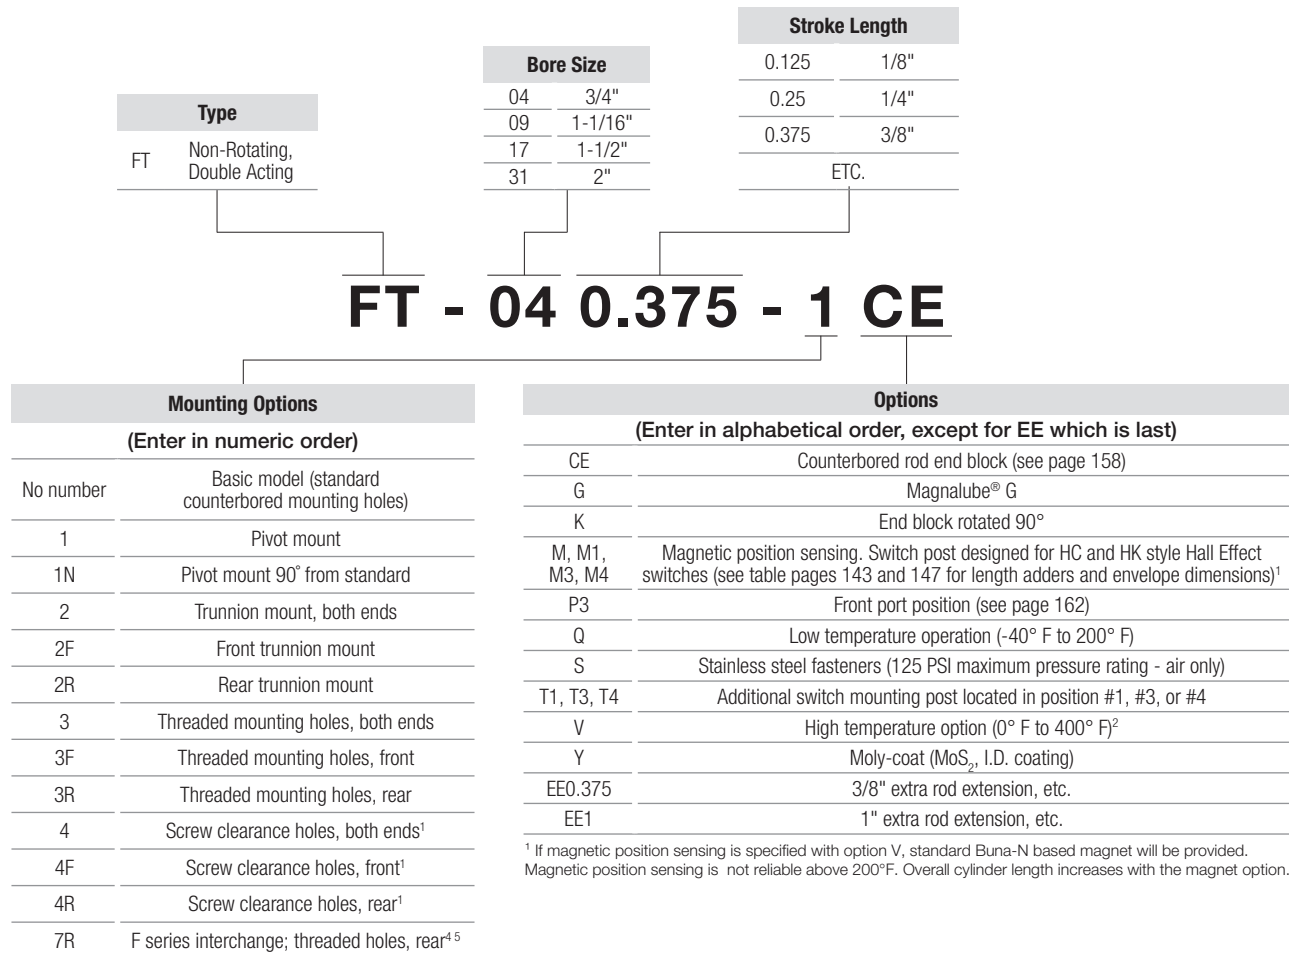 Stroke Length
0.125 1/8"
0.25 1/4"
0.375 3/8"
ETC.
Bore Size
04 3/4"
09 1-1/16"
17 1-1/2"
31 2"
Type
FT Non-Rotating,
Double Acting
FT - 04 0.375 - 1 CE
Mounting Options
(Enter in numeric order)
No number Basic model (standard
counterbored mounting holes)
1 Pivot mount
1N Pivot mount 90˚ from standard
2 Trunnion mount, both ends
2F Front trunnion mount
2R Rear trunnion mount
3 Threaded mounting holes, both ends
3F Threaded mounting holes, front
3R Threaded mounting holes, rear
4 Screw clearance holes, both ends¹
4F Screw clearance holes, front¹
4R Screw clearance holes, rear¹
7R F series interchange; threaded holes, rear⁴ ⁵
Options
(Enter in alphabetical order, except for EE which is last)
CE Counterbored rod end block (see page 158)
G Magnalube® G
K End block rotated 90°
M, M1, Magnetic position sensing. Switch post designed for HC and HK style Hall Effect
M3, M4 switches (see table pages 143 and 147 for length adders and envelope dimensions)¹
P3 Front port position (see page 162)
Q Low temperature operation (-40° F to 200° F)
S Stainless steel fasteners (125 PSI maximum pressure rating - air only)
T1, T3, T4 Additional switch mounting post located in position #1, #3, or #4
V High temperature option (0° F to 400° F)²
Y Moly-coat (MoS₂, I.D. coating)
EE0.375 3/8" extra rod extension, etc.
EE1 1" extra rod extension, etc.
¹ If magnetic position sensing is specified with option V, standard Buna-N based magnet will be provided.
Magnetic position sensing is not reliable above 200°F. Overall cylinder length increases with the magnet option.